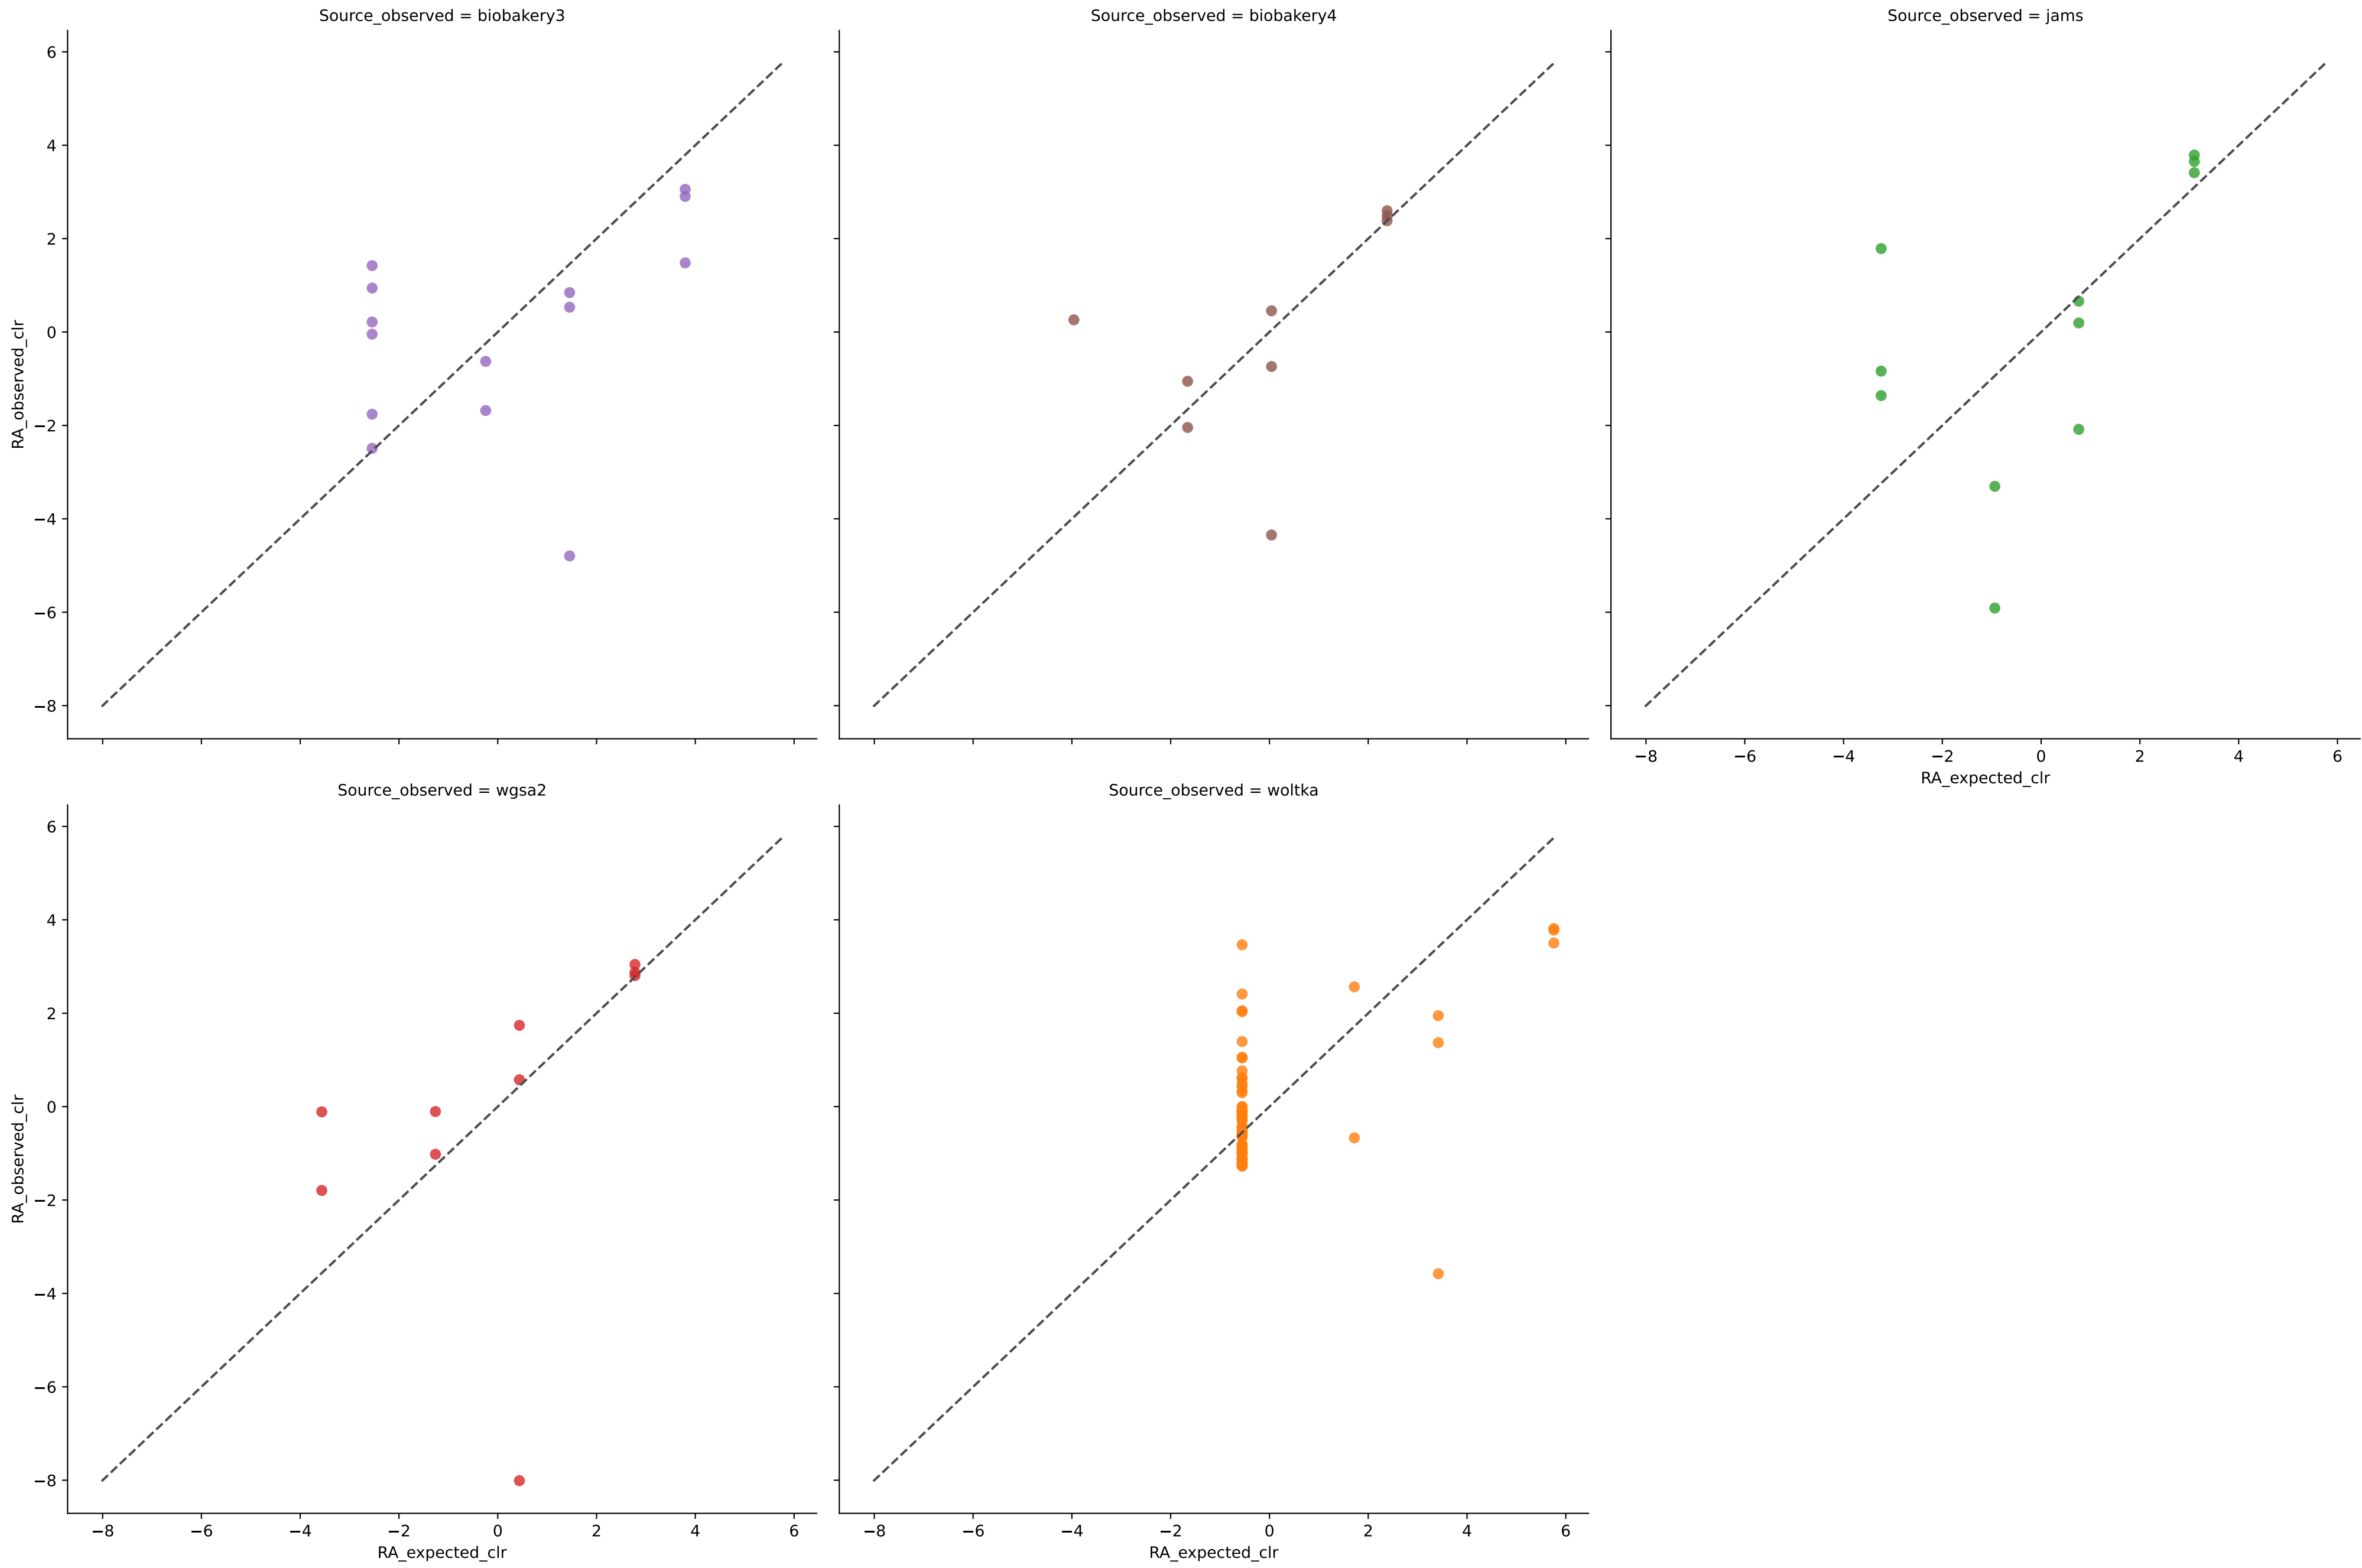 Source_observed = biobakery3
Source_observed = biobakery4
Source_observed = jams
6
4
2
0
−2
−4
−6
−8
RA_observed_clr
−8 −6 −4 −2 0 2 4 6
RA_expected_clr
Source_observed = wgsa2
Source_observed = woltka
6
4
2
0
−2
−4
−6
−8
RA_observed_clr
−8 −6 −4 −2 0 2 4 6
RA_expected_clr
−8 −6 −4 −2 0 2 4 6
RA_expected_clr